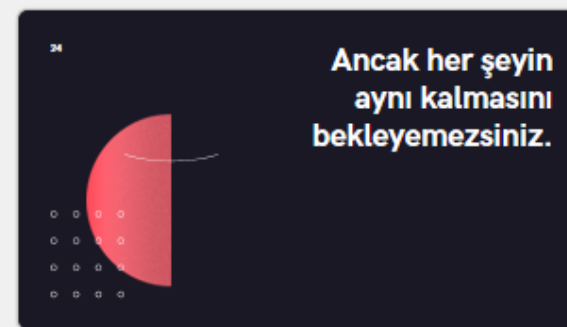 24
Ancak her şeyin
aynı kalmasını
bekleyemezsiniz.